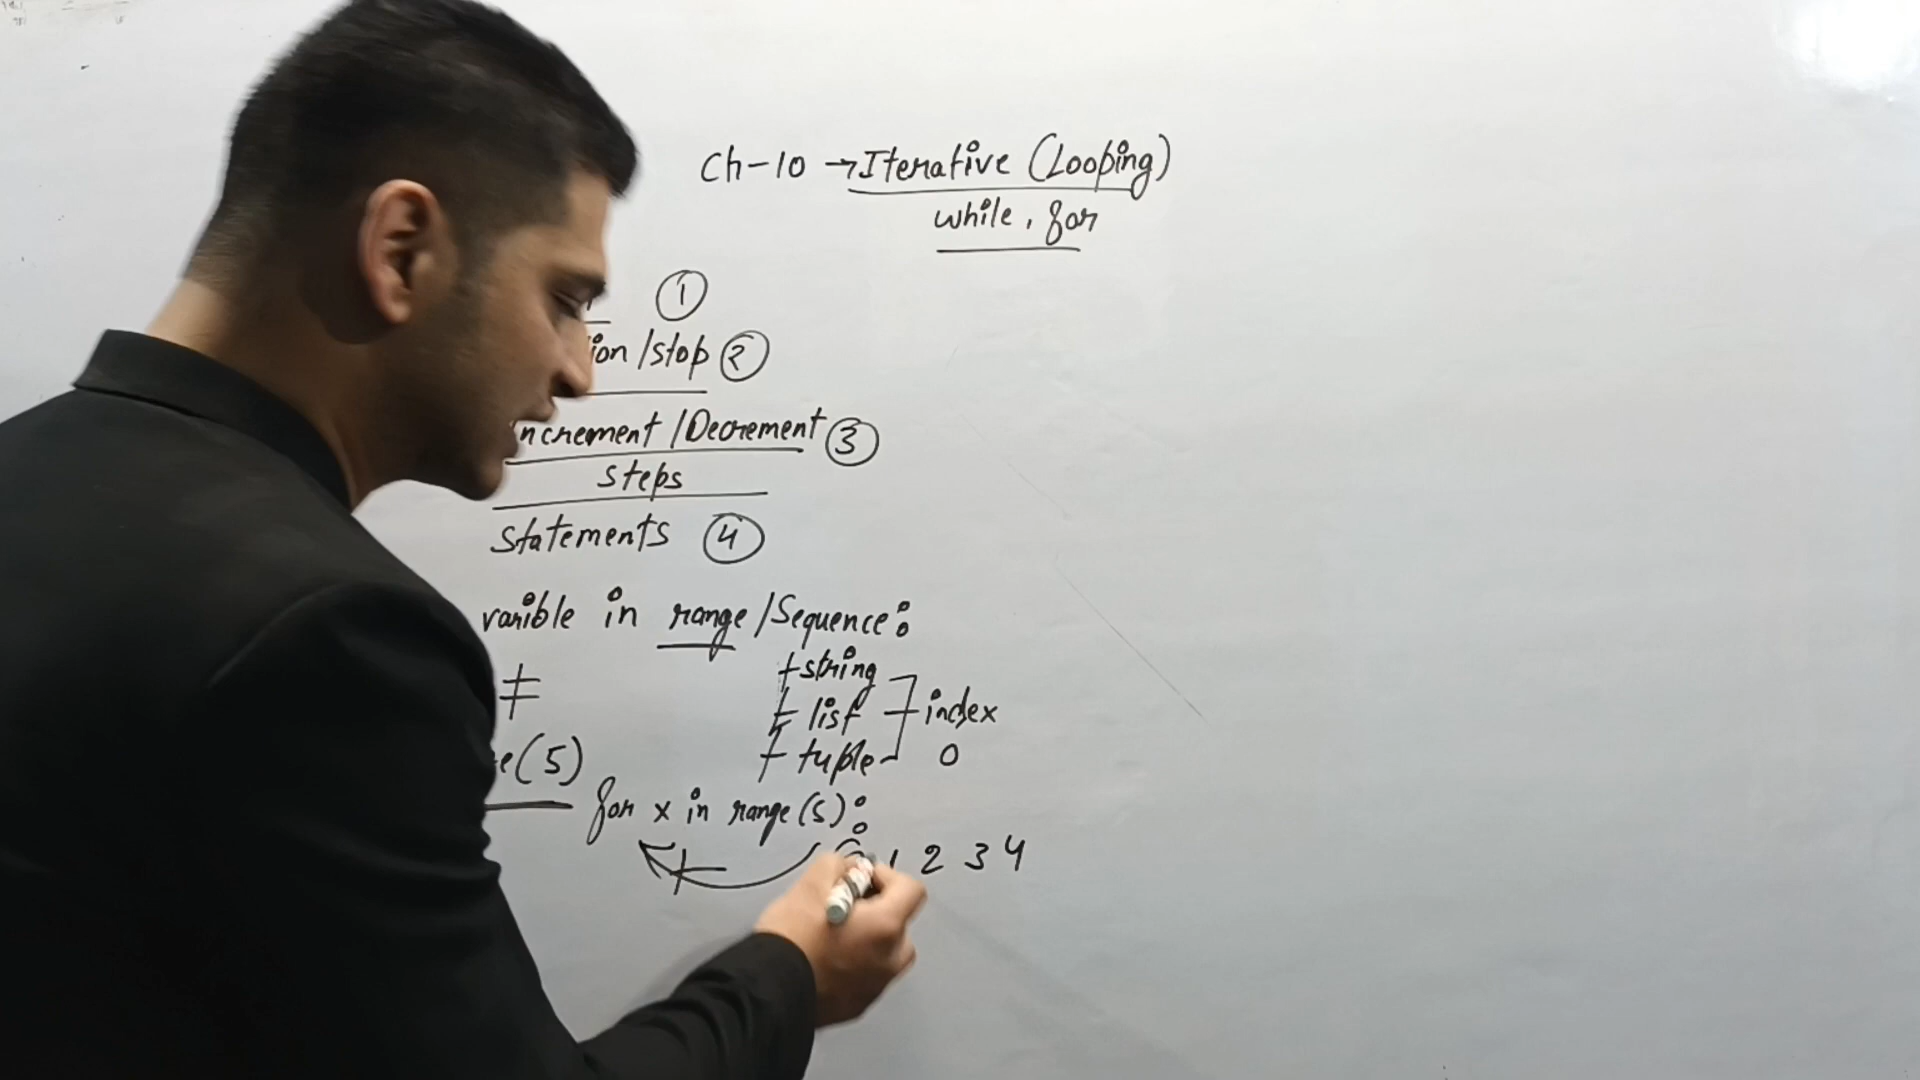 Ch-10 → Iterative (Looping)
while, for
①
ion/stop ②
ncrement/Decrement ③
steps
Statements ④
varible in range/Sequence:
string
≠ list index
e(5) tuple 0
for x in range(5):
1 2 3 4